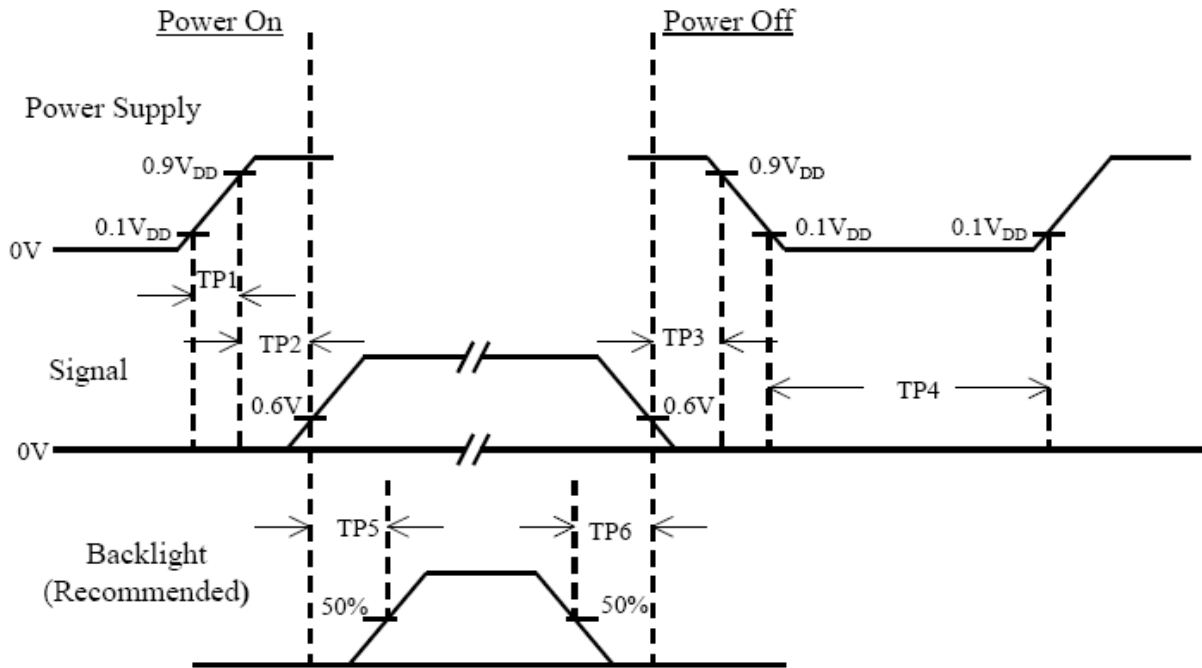 Power On
Power Off
Power Supply
0.9VDD
0.9VDD
0.1VDD
0.1VDD
0.1VDD
0V
TP1
TP2
TP3
Signal
TP4
0.6V
0.6V
0V
TP5
TP6
Backlight
(Recommended)
50%
50%